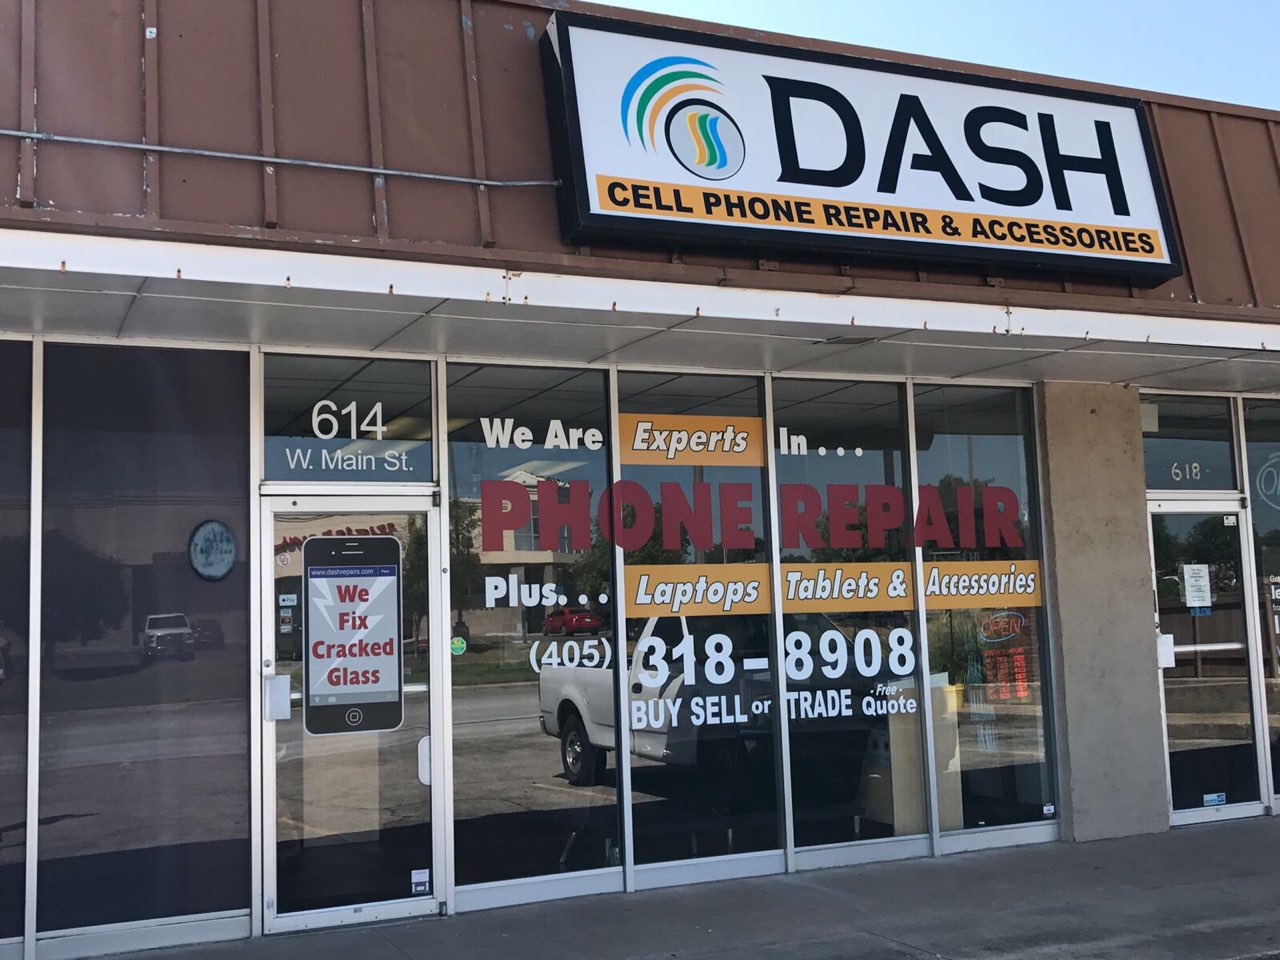 DASH
CELL PHONE REPAIR & ACCESSORIES
614
W. Main St.
We Are Experts In . . .
PHONE REPAIR
Plus. . . Laptops Tablets & Accessories
(405) 318-8908
BUY SELL or TRADE - Free - Quote
www.dashrepairs.com
We
Fix
Cracked
Glass
OPEN
618